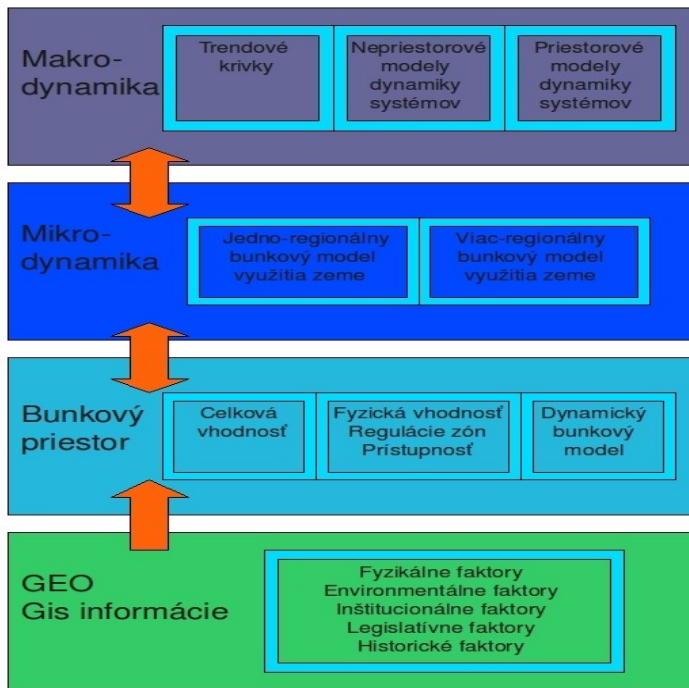 Makro-
dynamika
Trendové
krivky
Nepriestorové
modely
dynamiky
systémov
Priestorové
modely
dynamiky
systémov
Mikro-
dynamika
Jedno-regionálny
bunkový model
využitia zeme
Viac-regionálny
bunkový model
využitia zeme
Bunkový
priestor
Celková
vhodnosť
Fyzická vhodnosť
Regulácie zón
Prístupnosť
Dynamický
bunkový
model
GEO
Gis informácie
Fyzikálne faktory
Environmentálne faktory
Inštitucionálne faktory
Legislatívne faktory
Historické faktory